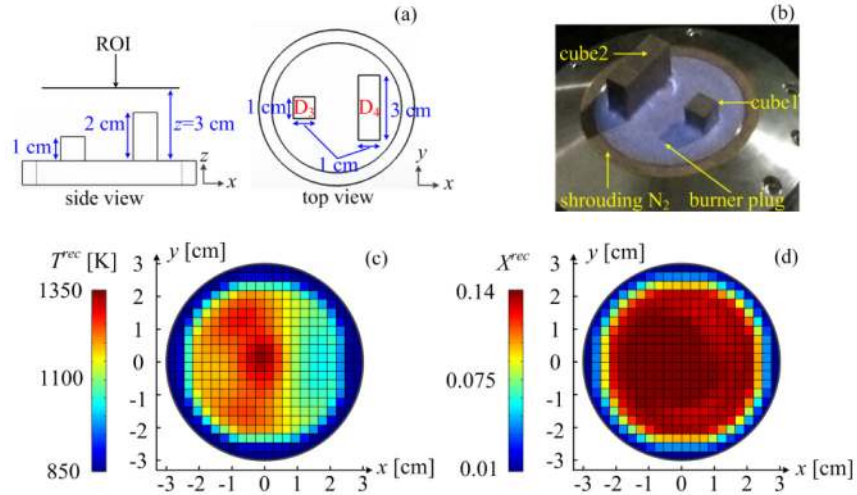 (a)
ROI
1 cm
2 cm
z=3 cm
z
x
side view
1 cm
D3
D4
3 cm
1 cm
y
x
top view
(b)
cube2
cube1
shrouding N2
burner plug
T^rec [K]
1350
1100
850
y [cm]
(c)
3
2
1
0
-1
-2
-3
-3 -2 -1 0 1 2 3
x [cm]
X^rec
0.14
0.075
0.01
y [cm]
(d)
3
2
1
0
-1
-2
-3
-3 -2 -1 0 1 2 3
x [cm]